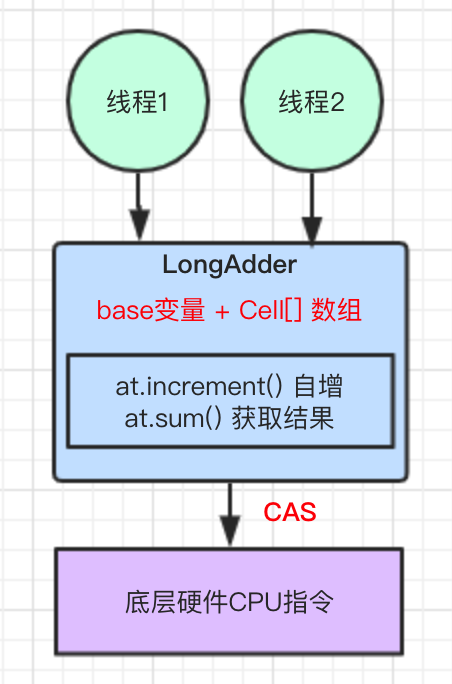 线程1
线程2
LongAdder
base变量 + Cell[] 数组
at.increment() 自增
at.sum() 获取结果
CAS
底层硬件CPU指令